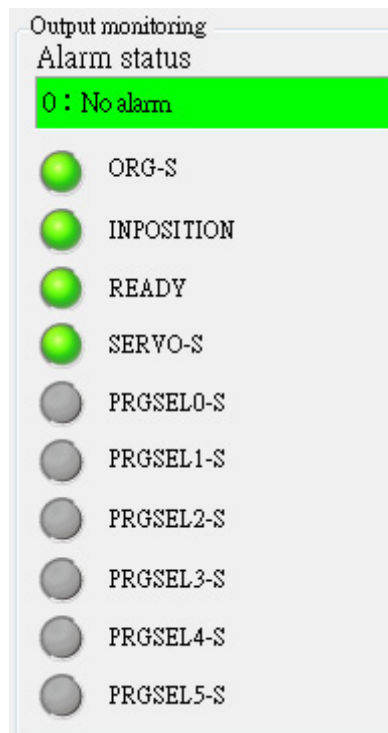 Output monitoring
Alarm status
0 : No alarm
ORG-S
INPOSITION
READY
SERVO-S
PRGSEL0-S
PRGSEL1-S
PRGSEL2-S
PRGSEL3-S
PRGSEL4-S
PRGSEL5-S